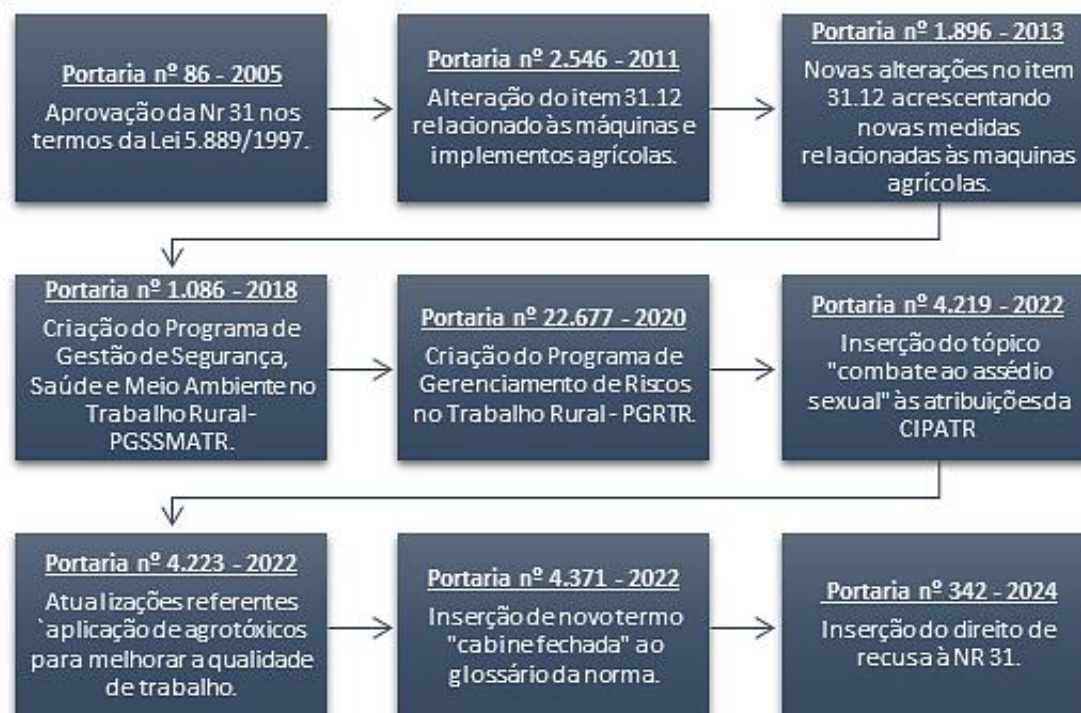 Portaria nº 86 - 2005
Aprovação da Nr 31 nos
termos da Lei 5.889/1997.
Portaria nº 2.546 - 2011
Alteração do item 31.12
relacionado às máquinas e
implementos agrícolas.
Portaria nº 1.896 - 2013
Novas alterações no item
31.12 acrescentando
novas medidas
relacionadas às maquinas
agrícolas.
Portaria nº 1.086 - 2018
Criação do Programa de
Gestão de Segurança,
Saúde e Meio Ambiente no
Trabalho Rural-
PGSSMATR.
Portaria nº 22.677 - 2020
Criação do Programa de
Gerenciamento de Riscos
no Trabalho Rural - PGRTR.
Portaria nº 4.219 - 2022
Inserção do tópico
"combate ao assédio
sexual" às atribuições da
CIPATR
Portaria nº 4.223 - 2022
Atualizações referentes
`aplicação de agrotóxicos
para melhorar a qualidade
de trabalho.
Portaria nº 4.371 - 2022
Inserção de novo termo
"cabine fechada" ao
glossário da norma.
Portaria nº 342 - 2024
Inserção do direito de
recusa à NR 31.